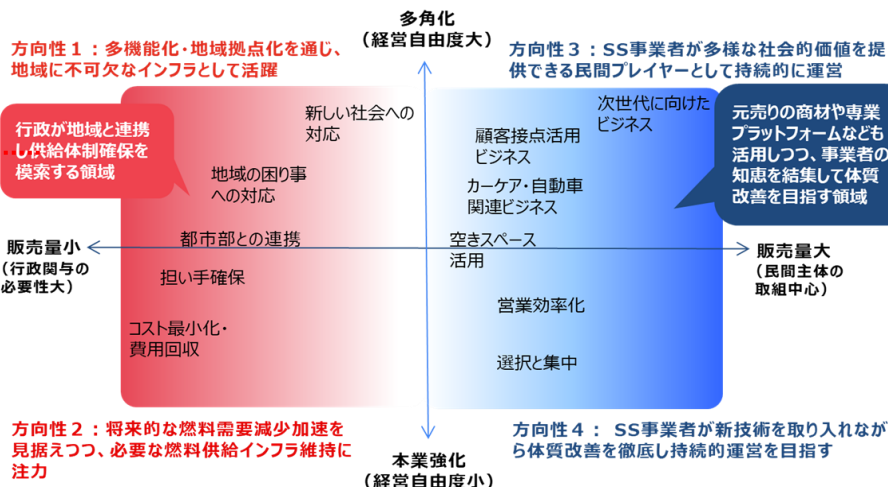 多角化
（経営自由度大）
方向性１：多機能化・地域拠点化を通じ、
地域に不可欠なインフラとして活躍
方向性３：SS事業者が多様な社会的価値を提
供できる民間プレイヤーとして持続的に運営
行政が地域と連携
し供給体制確保を
模索する領域
新しい社会への
対応
地域の困り事
への対応
都市部との連携
担い手確保
コスト最小化・
費用回収
次世代に向けた
ビジネス
顧客接点活用
ビジネス
カーケア・自動車
関連ビジネス
空きスペース
活用
営業効率化
選択と集中
元売りの商材や専業
プラットフォームなども
活用しつつ、事業者の
知恵を結集して体質
改善を目指す領域
販売量小
（行政関与の
必要性大）
販売量大
（民間主体の
取組中心）
方向性２：将来的な燃料需要減少加速を
見据えつつ、必要な燃料供給インフラ維持に
注力
方向性４： SS事業者が新技術を取り入れなが
ら体質改善を徹底し持続的運営を目指す
本業強化
（経営自由度小）